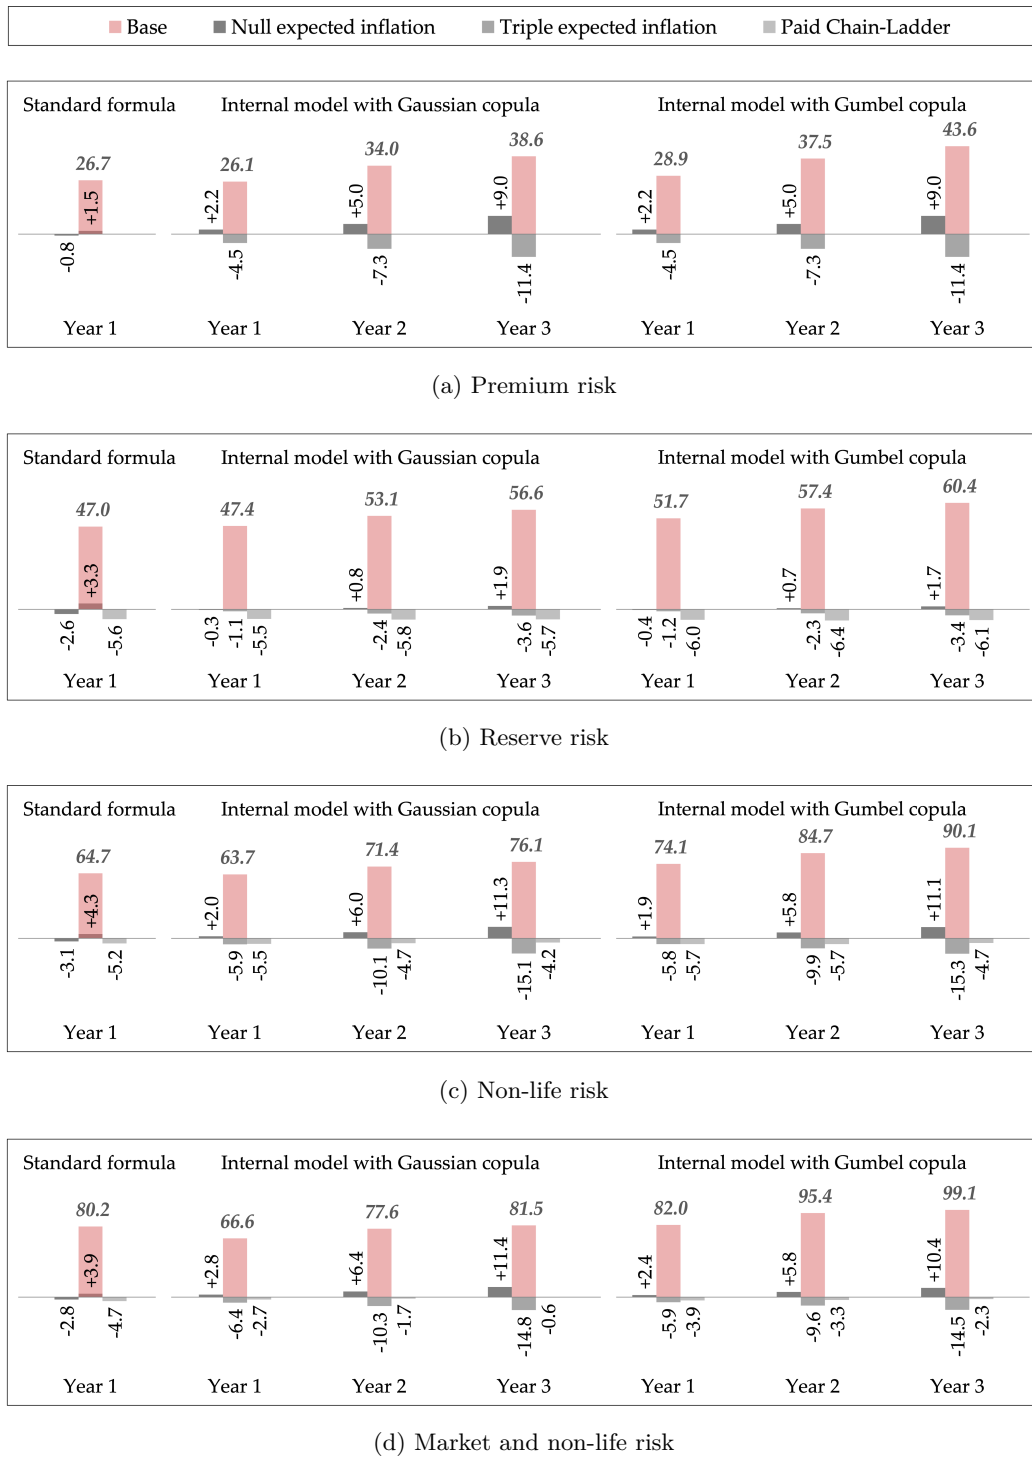 Base Null expected inflation Triple expected inflation Paid Chain-Ladder
Standard formula Internal model with Gaussian copula Internal model with Gumbel copula
26.7 26.1 34.0 38.6 28.9 37.5 43.6
-0.8 +1.5 +2.2 -4.5 +5.0 -7.3 +9.0 -11.4 +2.2 -4.5 +5.0 -7.3 +9.0 -11.4
Year 1 Year 1 Year 2 Year 3 Year 1 Year 2 Year 3
(a) Premium risk
Standard formula Internal model with Gaussian copula Internal model with Gumbel copula
47.0 47.4 53.1 56.6 51.7 57.4 60.4
-2.6 +3.3 -5.6 -0.3 -1.1 -5.5 +0.8 -2.4 -5.8 +1.9 -3.6 -5.7 -0.4 -1.2 -6.0 +0.7 -2.3 -6.4 +1.7 -3.4 -6.1
Year 1 Year 1 Year 2 Year 3 Year 1 Year 2 Year 3
(b) Reserve risk
Standard formula Internal model with Gaussian copula Internal model with Gumbel copula
64.7 63.7 71.4 76.1 74.1 84.7 90.1
-3.1 +4.3 -5.2 +2.0 -5.9 -5.5 +6.0 -10.1 -4.7 +11.3 -15.1 -4.2 +1.9 -5.8 -5.7 +5.8 -9.9 -5.7 +11.1 -15.3 -4.7
Year 1 Year 1 Year 2 Year 3 Year 1 Year 2 Year 3
(c) Non-life risk
Standard formula Internal model with Gaussian copula Internal model with Gumbel copula
80.2 66.6 77.6 81.5 82.0 95.4 99.1
-2.8 +3.9 -4.7 +2.8 -6.4 -2.7 +6.4 -10.3 -1.7 +11.4 -14.8 -0.6 +2.4 -5.9 -3.9 +5.8 -9.6 -3.3 +10.4 -14.5 -2.3
Year 1 Year 1 Year 2 Year 3 Year 1 Year 2 Year 3
(d) Market and non-life risk